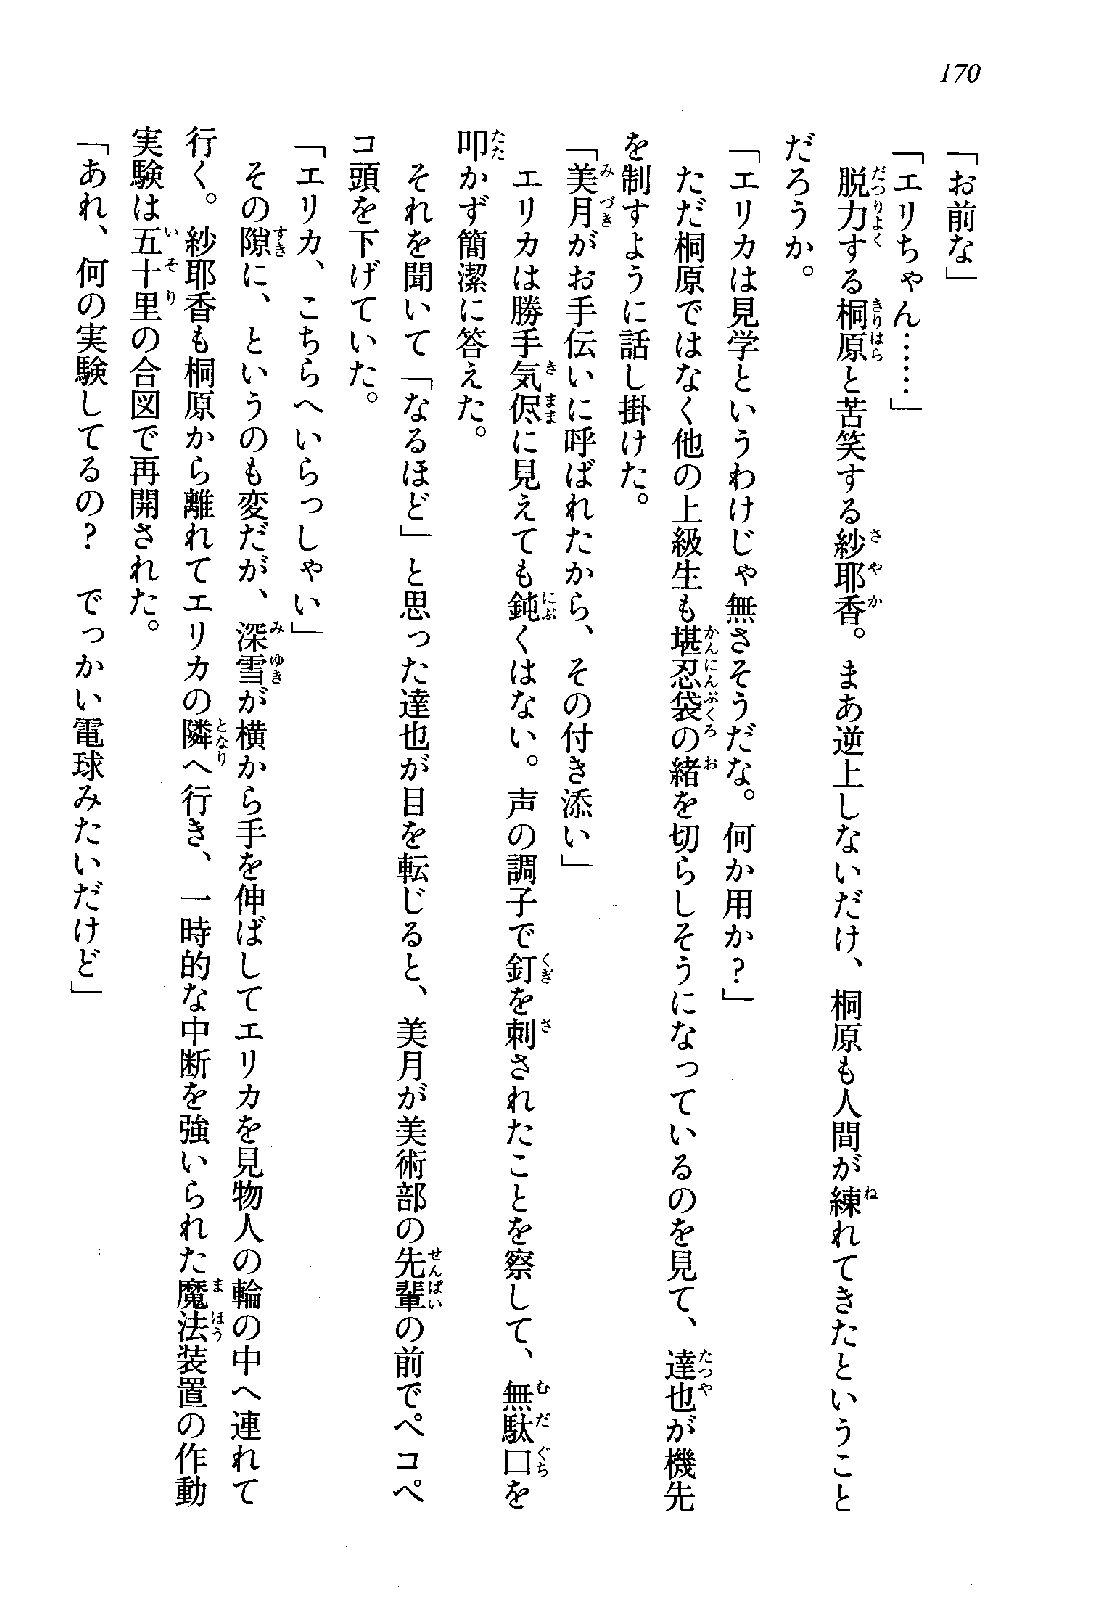 170
「お前な」
「エリちゃん……」
　脱力する桐原と苦笑する紗耶香。まあ逆上しないだけ、桐原も人間が練れてきたということ
だろうか。
「エリカは見学というわけじゃ無さそうだな。何か用か？」
　ただ桐原ではなく他の上級生も堪忍袋の緒を切らしそうになっているのを見て、達也が機先
を制すように話し掛けた。
「美月がお手伝いに呼ばれたから、その付き添い」
　エリカは勝手気侭に見えても鈍くはない。声の調子で釘を刺されたことを察して、無駄口を
叩かず簡潔に答えた。
　それを聞いて「なるほど」と思った達也が目を転じると、美月が美術部の先輩の前でペコペ
コ頭を下げていた。
「エリカ、こちらへいらっしゃい」
　その隙に、というのも変だが、深雪が横から手を伸ばしてエリカを見物人の輪の中へ連れて
行く。紗耶香も桐原から離れてエリカの隣へ行き、一時的な中断を強いられた魔法装置の作動
実験は五十里の合図で再開された。
「あれ、何の実験してるの？　でっかい電球みたいだけど」